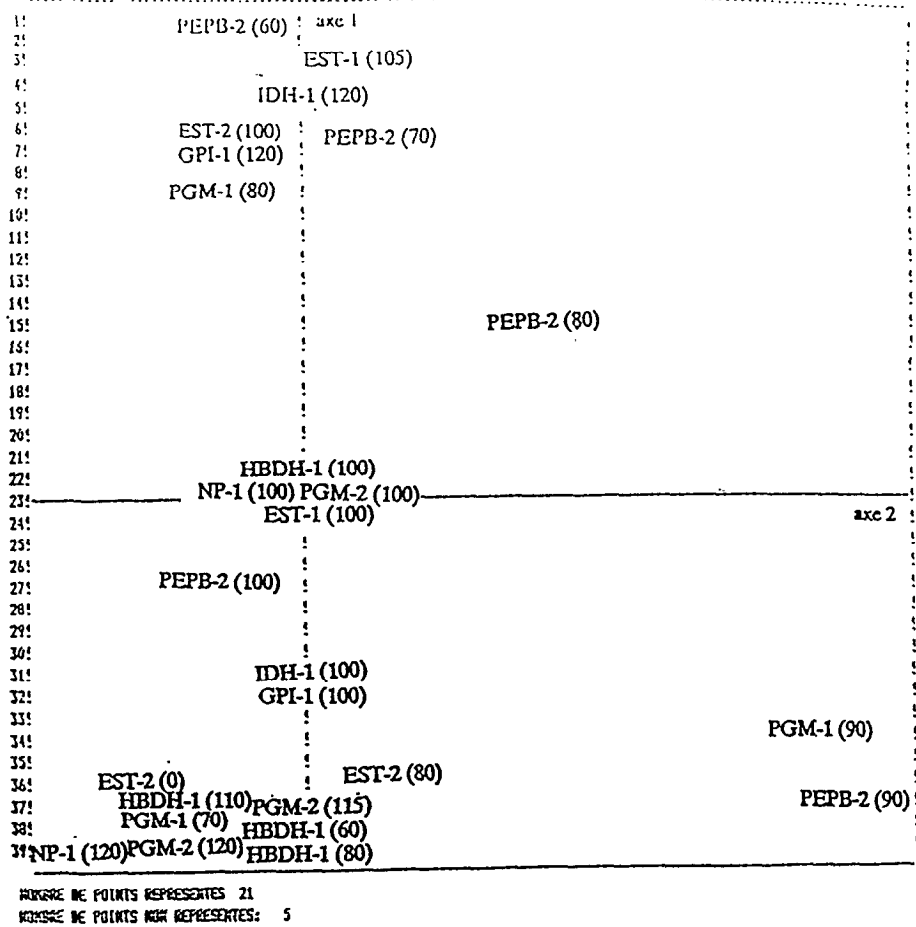 1! PEPB-2 (60) axe 1
2!
3! EST-1 (105)
4! IDH-1 (120)
5!
6! EST-2 (100) PEPB-2 (70)
7! GPI-1 (120)
8!
9! PGM-1 (80)
10!
11!
12!
13!
14!
15! PEPB-2 (80)
16!
17!
18!
19!
20!
21!
22! HBDH-1 (100)
23! NP-1 (100) PGM-2 (100)
24! EST-1 (100) axe 2
25!
26!
27! PEPB-2 (100)
28!
29!
30!
31! IDH-1 (100)
32! GPI-1 (100)
33!
34! PGM-1 (90)
35!
36! EST-2 (0) EST-2 (80)
37! HBDH-1 (110) PGM-2 (115) PEPB-2 (90)
38! PGM-1 (70) HBDH-1 (60)
39! NP-1 (120) PGM-2 (120) HBDH-1 (80)
NOMBRE DE POINTS REPRESENTES 21
NOMBRE DE POINTS NON REPRESENTES: 5